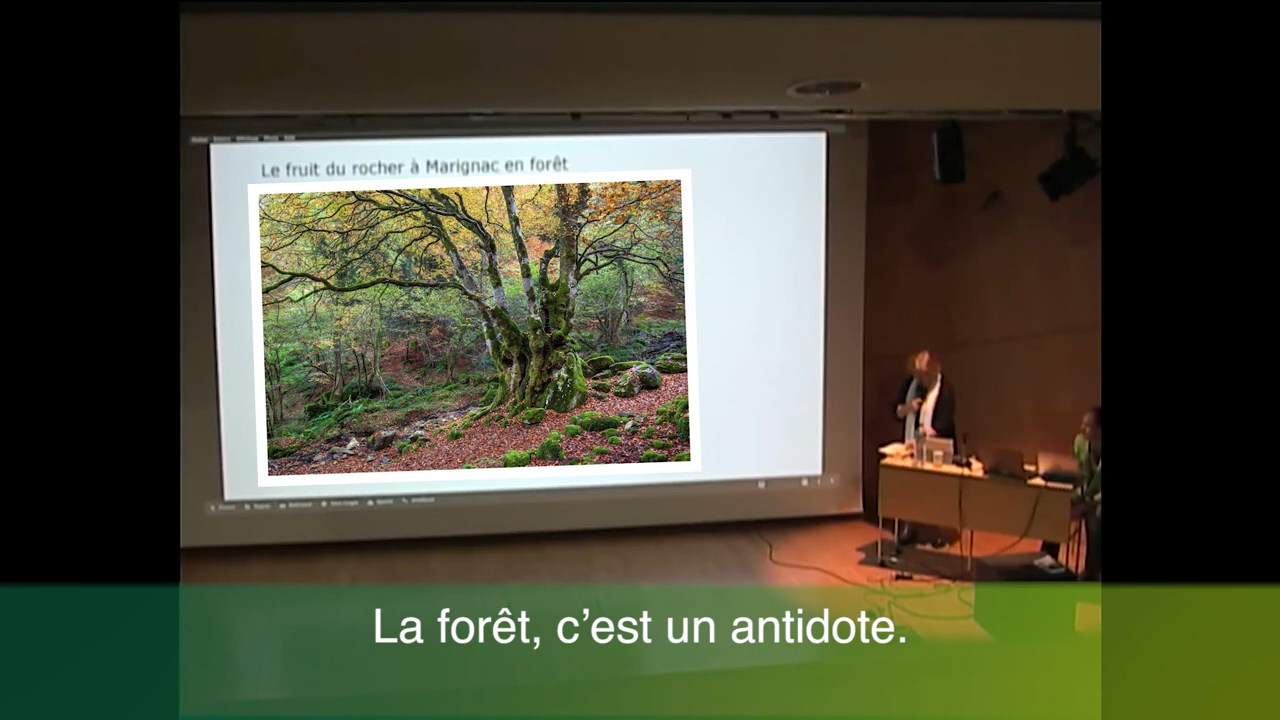 Le fruit du rocher à Marignac en forêt
La forêt, c’est un antidote.